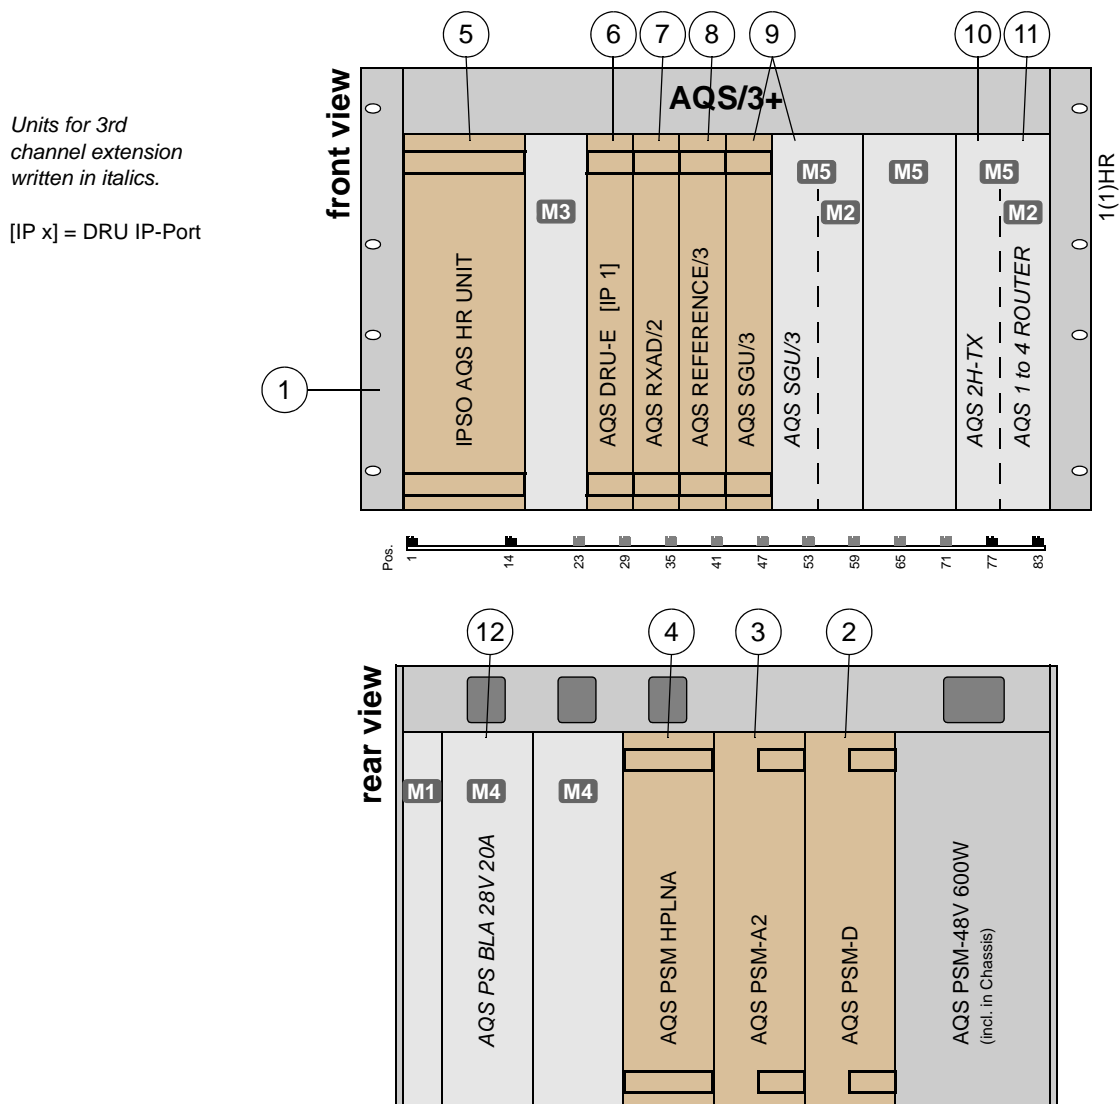 5
6
7
8
9
10
11
front view
AQS/3+
Units for 3rd
channel extension
written in italics.
[IP x] = DRU IP-Port
1
IPSO AQS HR UNIT
M3
AQS DRU-E [IP 1]
AQS RXAD/2
AQS REFERENCE/3
AQS SGU/3
AQS SGU/3
M5
M2
M5
M5
M2
AQS 2H-TX
AQS 1 to 4 ROUTER
1(1)HR
Pos.
1
14
23
29
35
41
47
53
59
65
71
77
83
12
4
3
2
rear view
M1
M4
M4
AQS PS BLA 28V 20A
AQS PSM HPLNA
AQS PSM-A2
AQS PSM-D
AQS PSM-48V 600W
(incl. in Chassis)